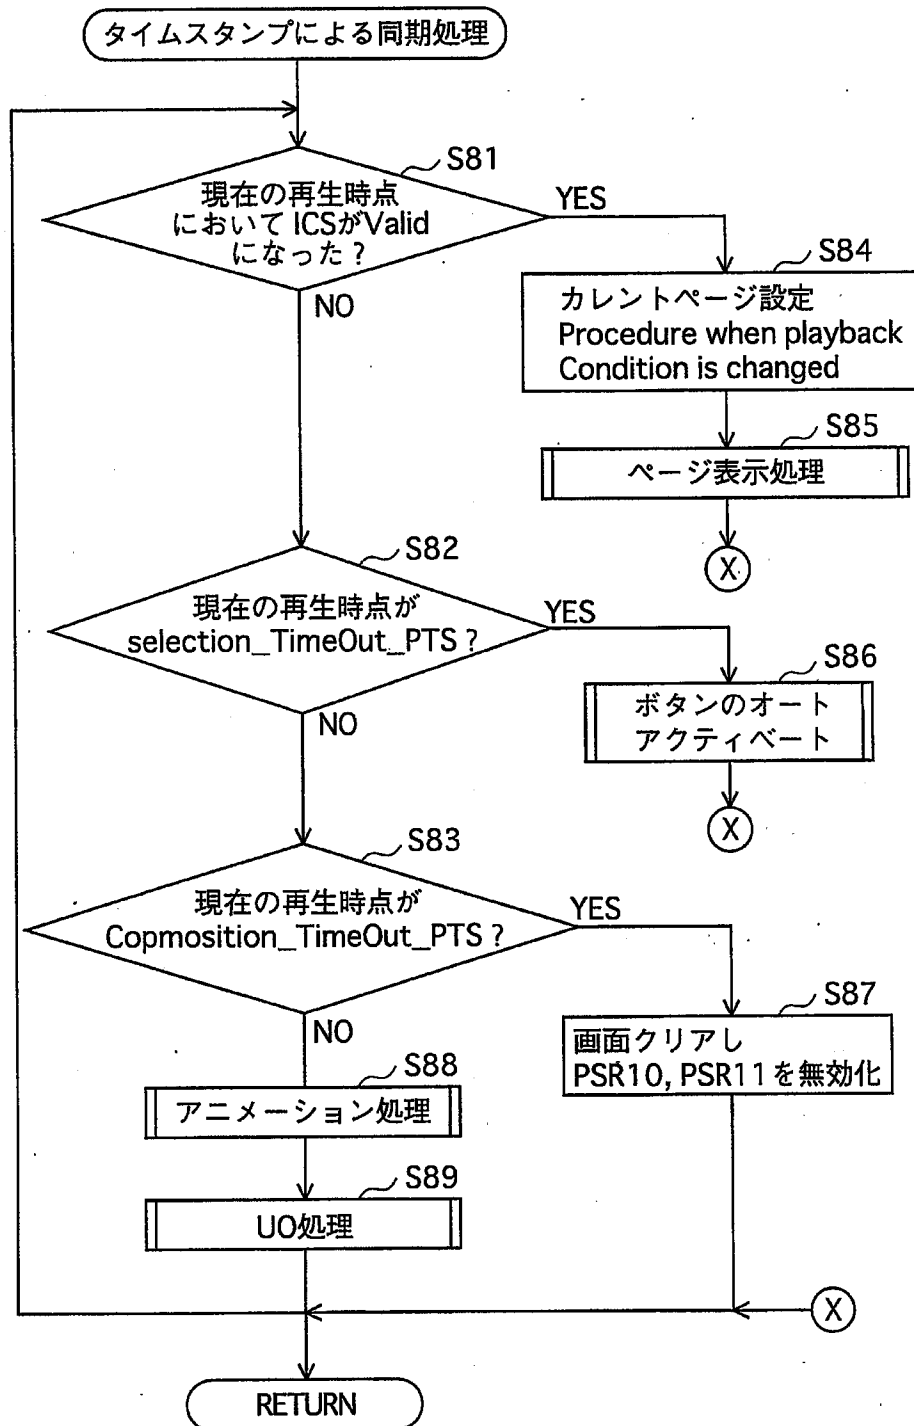 タイムスタンプによる同期処理
S81
現在の再生時点
においてICSがValid
になった？
YES
NO
S84
カレントページ設定
Procedure when playback
Condition is changed
S85
ページ表示処理
X
S82
現在の再生時点が
selection_TimeOut_PTS？
YES
NO
S86
ボタンのオート
アクティベート
X
S83
現在の再生時点が
Copmosition_TimeOut_PTS？
YES
NO
S87
画面クリアし
PSR10, PSR11を無効化
S88
アニメーション処理
S89
UO処理
X
RETURN